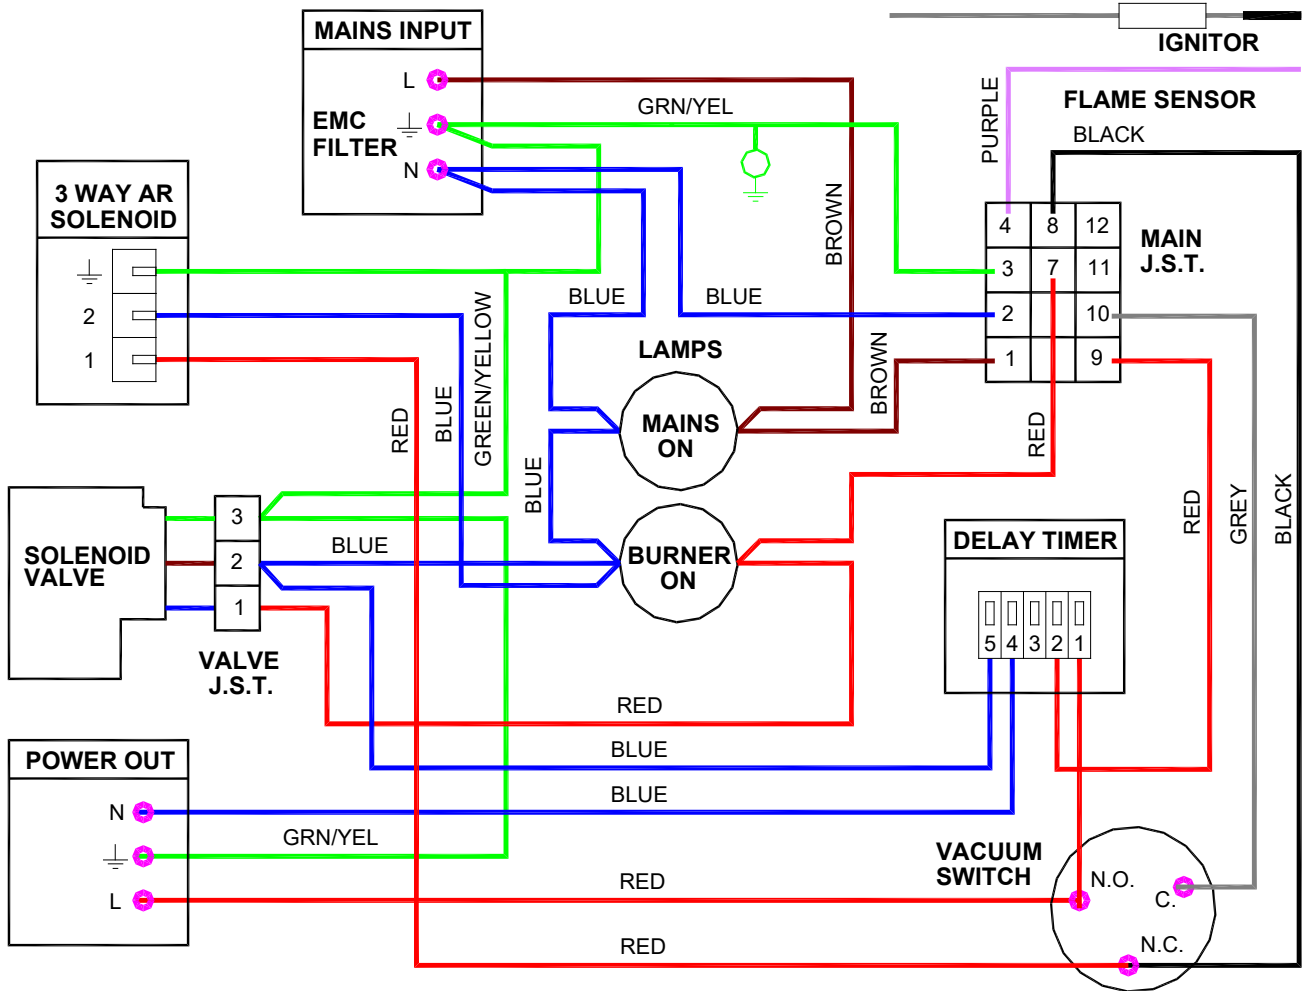 MAINS INPUT
L
EMC
FILTER
N
GRN/YEL
IGNITOR
FLAME SENSOR
PURPLE
BLACK
3 WAY AR
SOLENOID
2
1
BROWN
4 8 12
3 7 11
2 10
1 9
MAIN
J.S.T.
BLUE
BLUE
LAMPS
MAINS
ON
BROWN
RED
BLUE
GREEN/YELLOW
BLUE
RED
RED
GREY
BLACK
SOLENOID
VALVE
3
2
1
VALVE
J.S.T.
BLUE
BURNER
ON
DELAY TIMER
5 4 3 2 1
RED
BLUE
BLUE
POWER OUT
N
GRN/YEL
L
RED
RED
VACUUM
SWITCH
N.O.
C.
N.C.